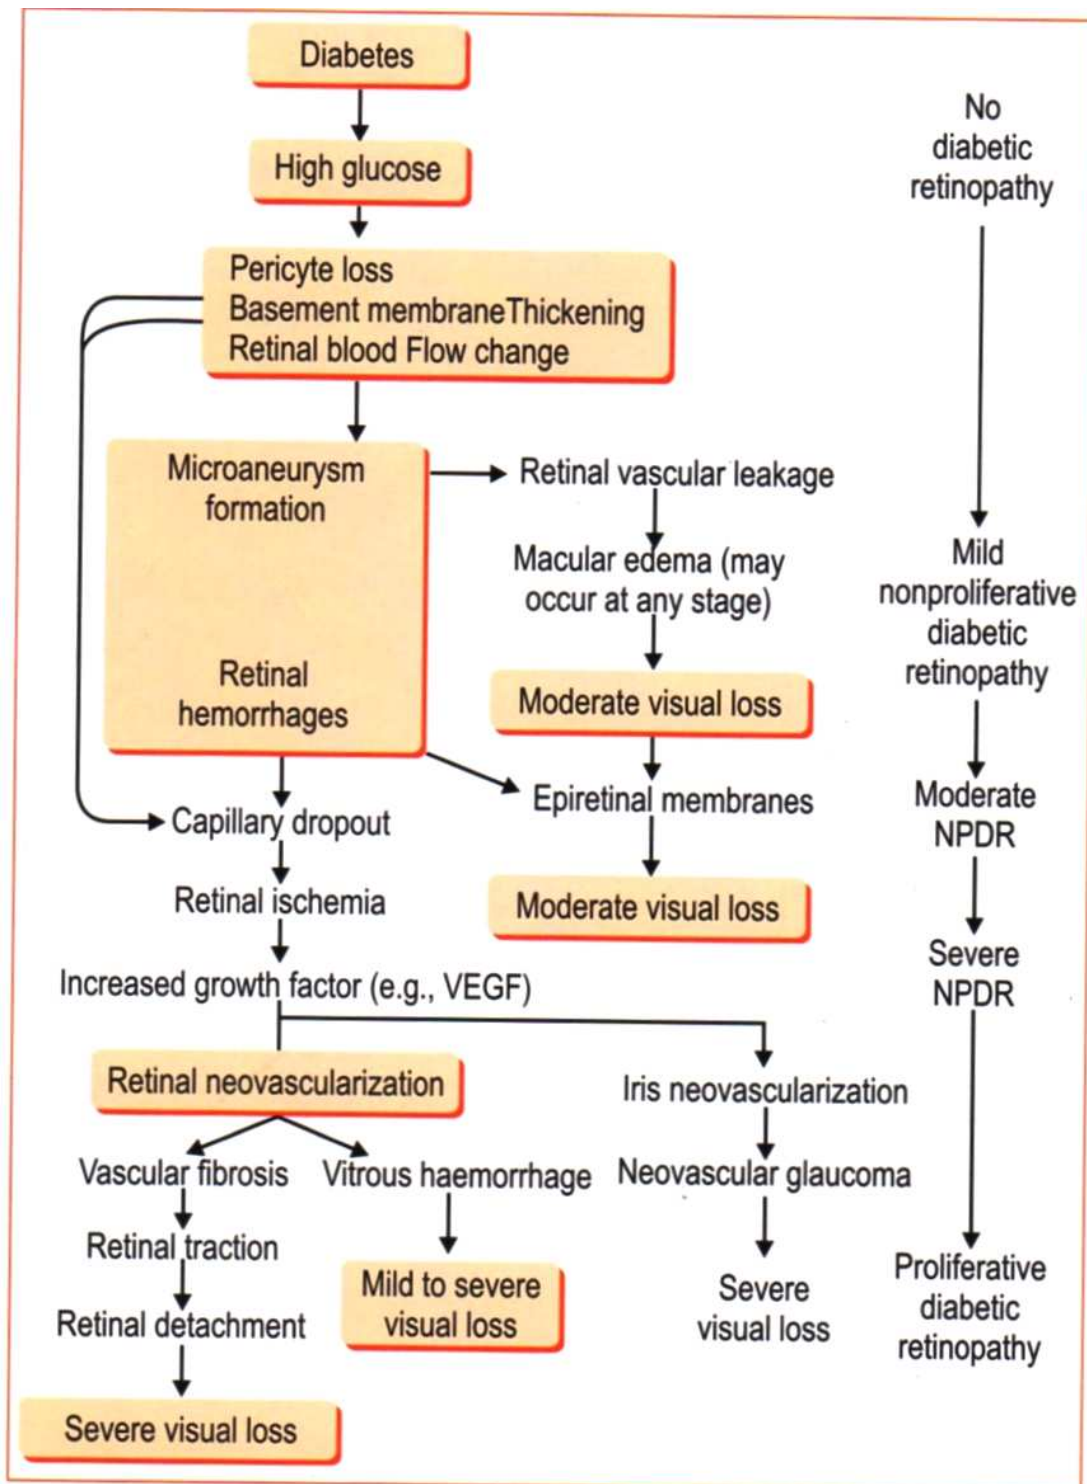 Diabetes
High glucose
Pericyte loss
Basement membraneThickening
Retinal blood Flow change
Microaneurysm
formation
Retinal
hemorrhages
Retinal vascular leakage
Macular edema (may
occur at any stage)
Moderate visual loss
Epiretinal membranes
Moderate visual loss
Capillary dropout
Retinal ischemia
Increased growth factor (e.g., VEGF)
Retinal neovascularization
Vascular fibrosis
Retinal traction
Retinal detachment
Severe visual loss
Vitrous haemorrhage
Mild to severe
visual loss
Iris neovascularization
Neovascular glaucoma
Severe
visual loss
No
diabetic
retinopathy
Mild
nonproliferative
diabetic
retinopathy
Moderate
NPDR
Severe
NPDR
Proliferative
diabetic
retinopathy